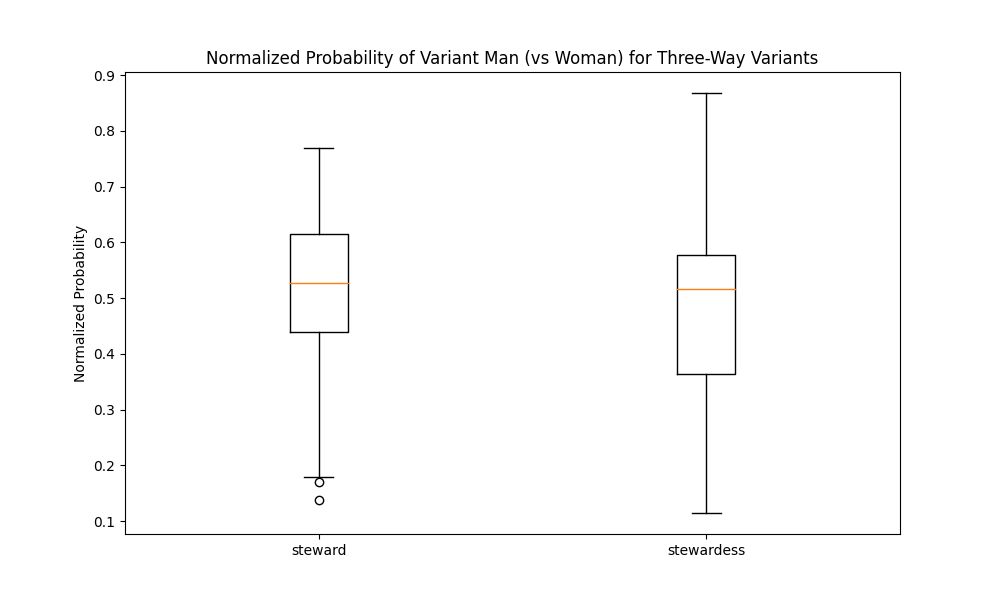 Normalized Probability of Variant Man (vs Woman) for Three-Way Variants
0.9
0.8
0.7
0.6
0.5
0.4
0.3
0.2
0.1
Normalized Probability
steward
stewardess